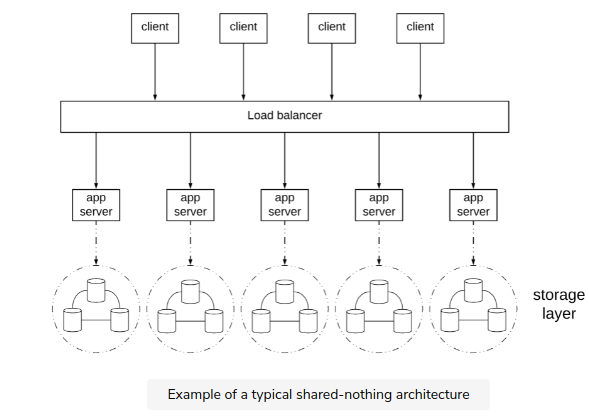 client
client
client
client
Load balancer
app
server
app
server
app
server
app
server
app
server
storage
layer
Example of a typical shared-nothing architecture